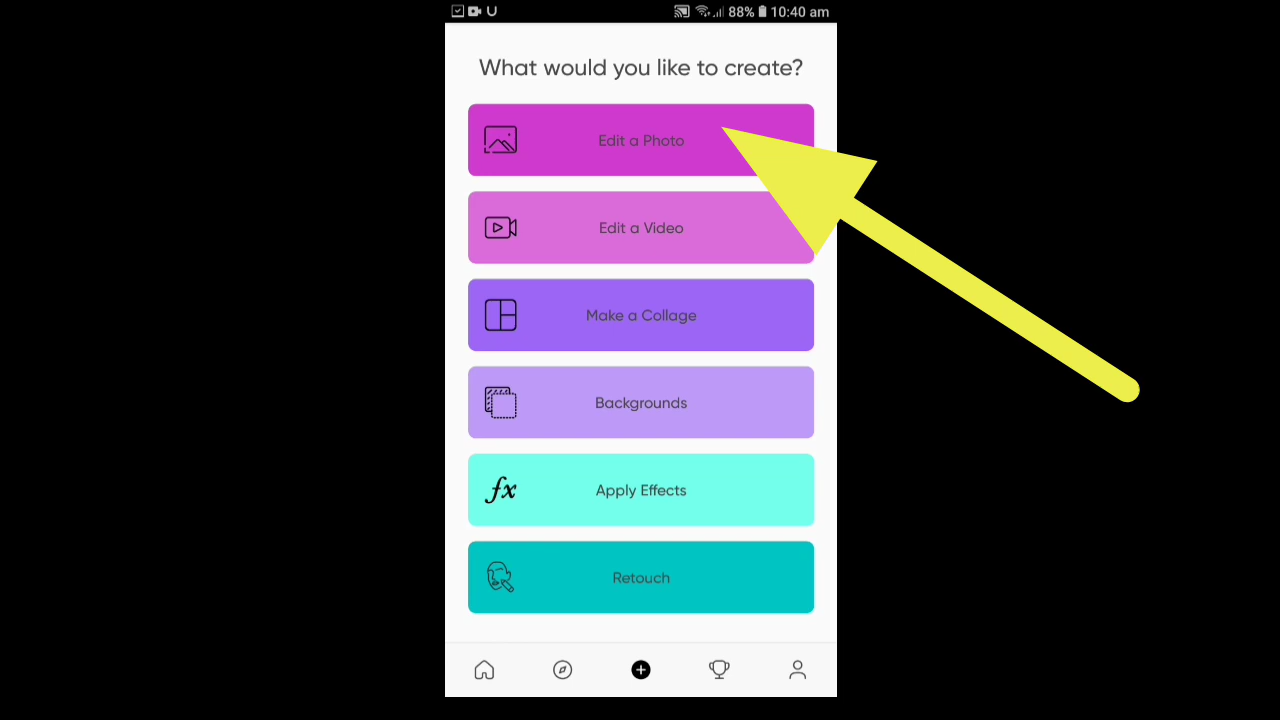 88% 10:40 am
What would you like to create?
Edit a Photo
Edit a Video
Make a Collage
Backgrounds
fx Apply Effects
Retouch